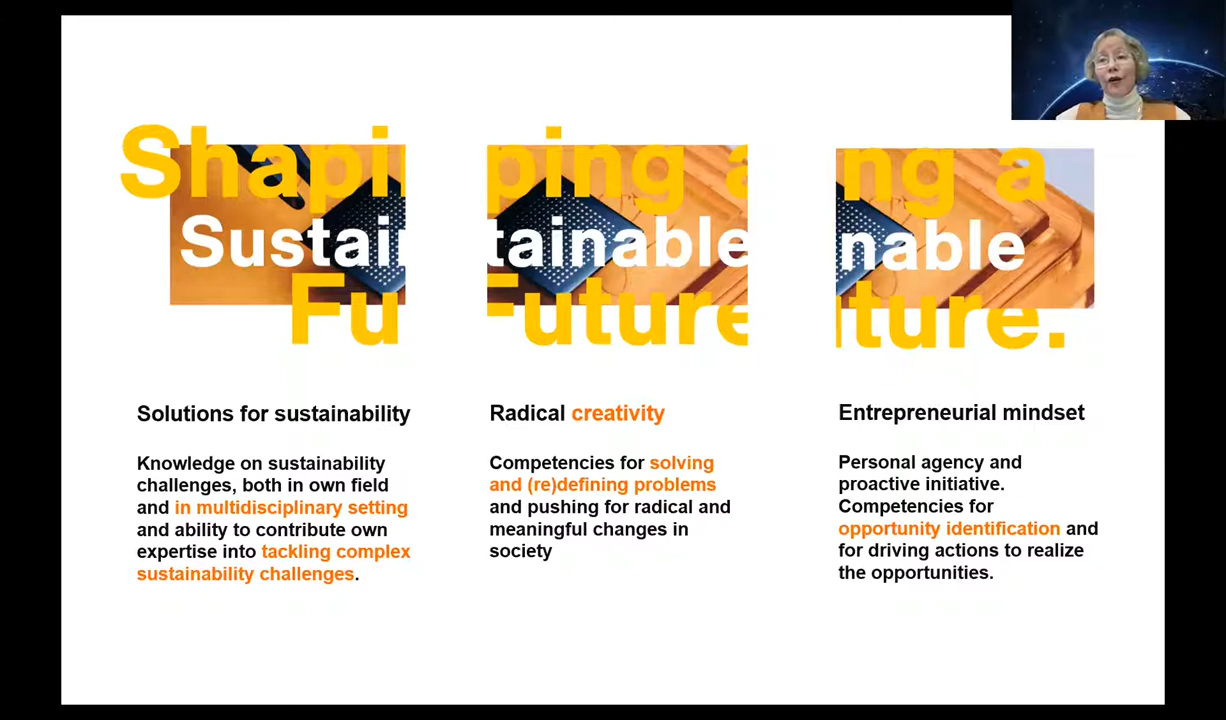 Shapi
Sustain
Fu
ping a
tainable
Future
ng a
nable
uture.
Solutions for sustainability
Knowledge on sustainability
challenges, both in own field
and in multidisciplinary setting
and ability to contribute own
expertise into tackling complex
sustainability challenges.
Radical creativity
Competencies for solving
and (re)defining problems
and pushing for radical and
meaningful changes in
society
Entrepreneurial mindset
Personal agency and
proactive initiative.
Competencies for
opportunity identification and
for driving actions to realize
the opportunities.